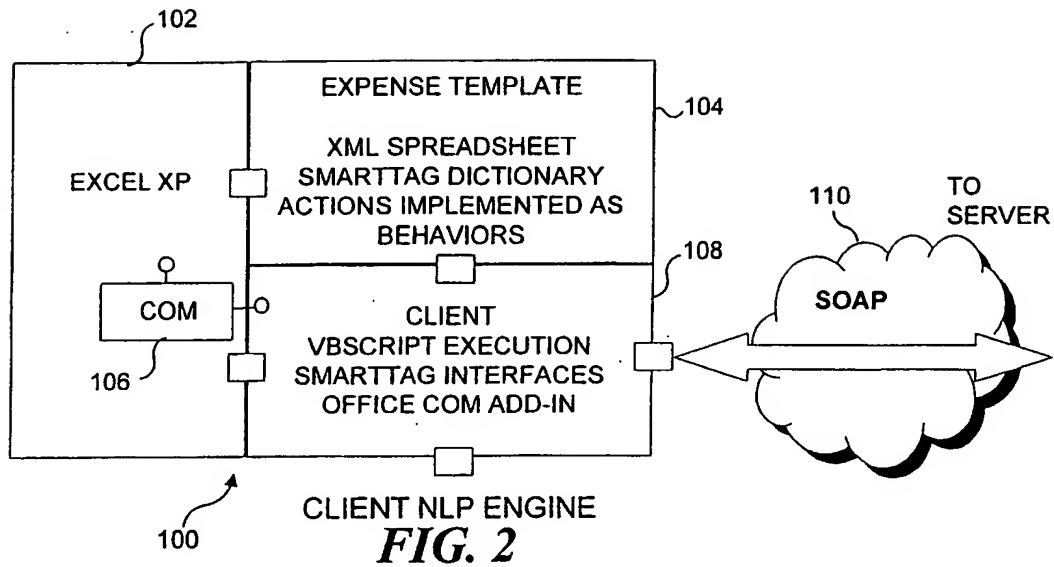 102
EXPENSE TEMPLATE
104
XML SPREADSHEET
SMARTTAG DICTIONARY
ACTIONS IMPLEMENTED AS
BEHAVIORS
EXCEL XP
COM
106
108
CLIENT
VBSCRIPT EXECUTION
SMARTTAG INTERFACES
OFFICE COM ADD-IN
110
TO
SERVER
SOAP
100
CLIENT NLP ENGINE
FIG. 2